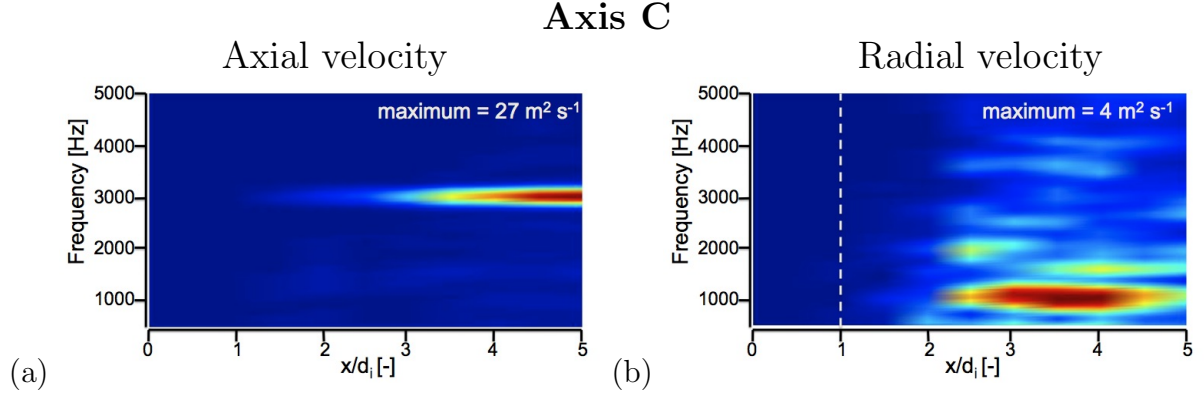 Axis C
Axial velocity
Radial velocity
maximum = 27 m² s⁻¹
Frequency [Hz]
5000
4000
3000
2000
1000
0 1 2 3 4 5
x/dᵢ [-]
(a)
maximum = 4 m² s⁻¹
Frequency [Hz]
5000
4000
3000
2000
1000
0 1 2 3 4 5
x/dᵢ [-]
(b)